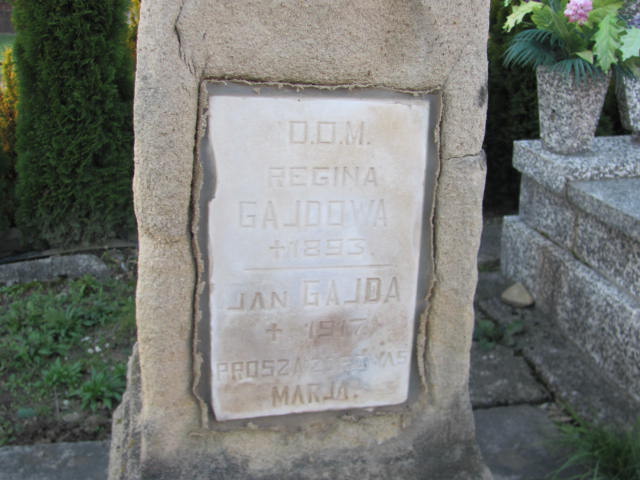 D.O.M.
REGINA
GAJDOWA
+ 1893
JAN GAJDA
+ 1917
PROSZA
MARJA.